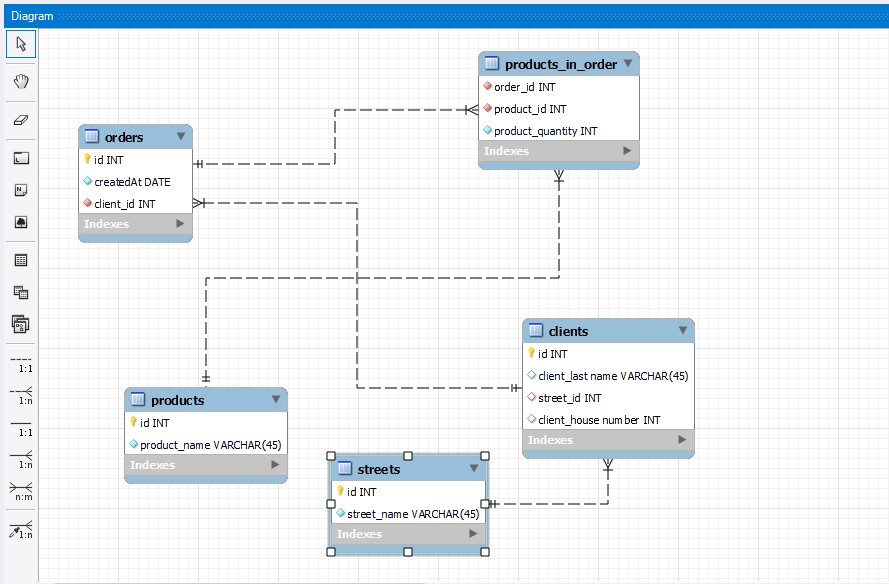 Diagram
products_in_order
order_id INT
product_id INT
product_quantity INT
Indexes
orders
id INT
createdAt DATE
client_id INT
Indexes
clients
id INT
client_last name VARCHAR(45)
street_id INT
client_house number INT
Indexes
products
id INT
product_name VARCHAR(45)
Indexes
streets
id INT
street_name VARCHAR(45)
Indexes
1:1
1:n
1:1
1:n
n:m
1:n